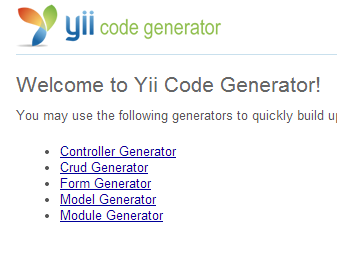 yii code generator
Welcome to Yii Code Generator!
You may use the following generators to quickly build up
Controller Generator
Crud Generator
Form Generator
Model Generator
Module Generator